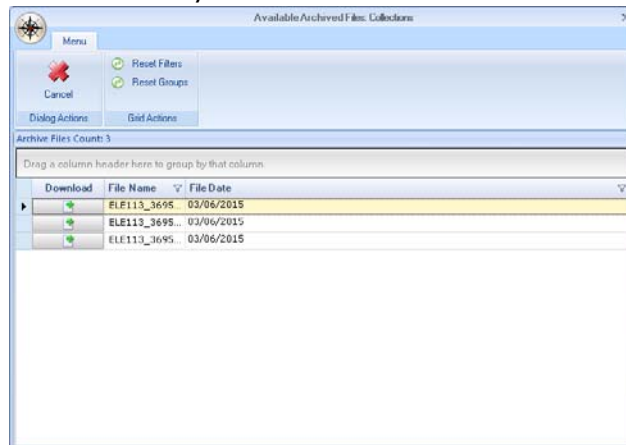 Available Archived Files: Collections
Menu
Reset Filters
Reset Groups
Cancel
Dialog Actions Grid Actions
Archive Files Count: 3
Drag a column header here to group by that column.
Download File Name File Date
ELE113_3695... 03/06/2015
ELE113_3695... 03/06/2015
ELE113_3695... 03/06/2015